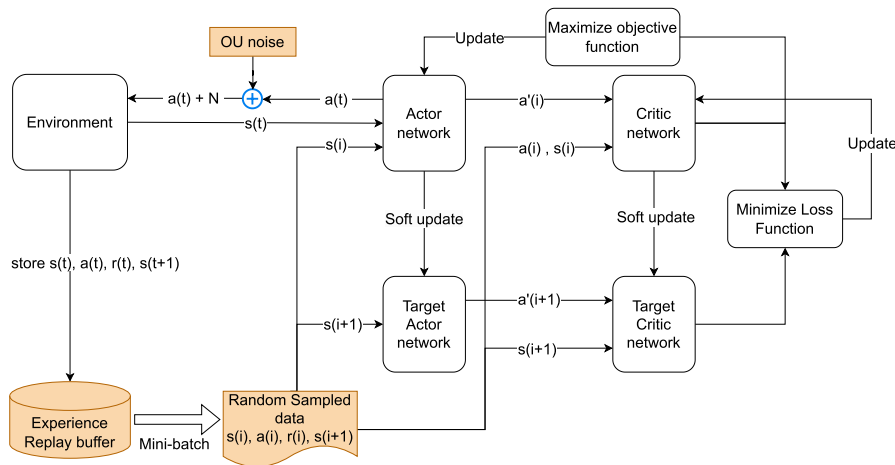 OU noise
Maximize objective
function
Update
a(t) + N
a(t)
a'(i)
Environment
s(t)
Actor
network
Critic
network
s(i)
a(i) , s(i)
Update
Soft update
Soft update
Minimize Loss
Function
store s(t), a(t), r(t), s(t+1)
Target
Actor
network
a'(i+1)
Target
Critic
network
s(i+1)
s(i+1)
Experience
Replay buffer
Mini-batch
Random Sampled
data
s(i), a(i), r(i), s(i+1)